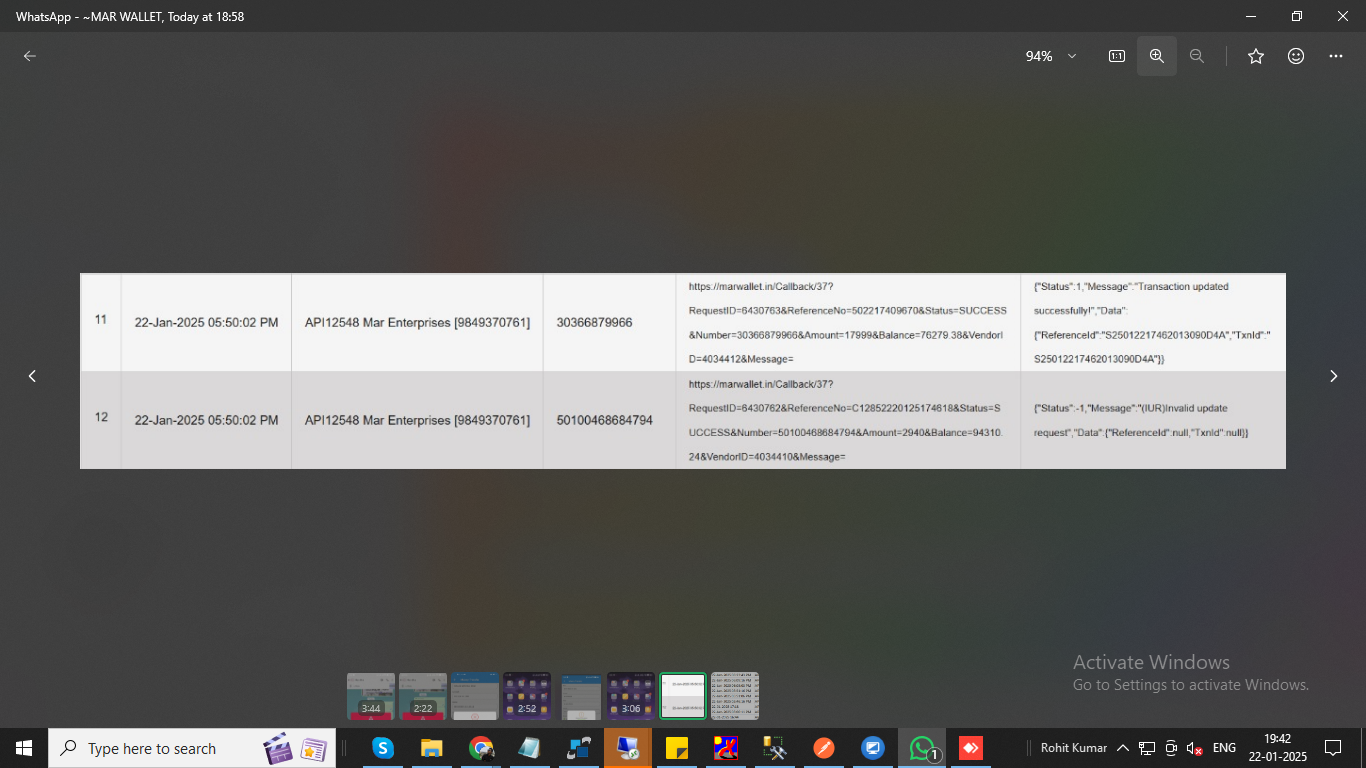 WhatsApp - ~MAR WALLET, Today at 18:58
94%
1:1
11
22-Jan-2025 05:50:02 PM
API12548 Mar Enterprises [9849370761]
30366879966
https://marwallet.in/Callback/37?
RequestID=6430763&ReferenceNo=502217409670&Status=SUCCESS
&Number=30366879966&Amount=17999&Balance=76279.38&VendorI
D=4034412&Message=
{"Status":1,"Message":"Transaction updated
successfully!","Data":
{"ReferenceId":"S25012217462013090D4A","TxnId":"
S25012217462013090D4A"}}
12
22-Jan-2025 05:50:02 PM
API12548 Mar Enterprises [9849370761]
50100468684794
https://marwallet.in/Callback/37?
RequestID=6430762&ReferenceNo=C12852220125174618&Status=S
UCCESS&Number=50100468684794&Amount=2940&Balance=94310.
24&VendorID=4034410&Message=
{"Status":-1,"Message":"(IUR)Invalid update
request","Data":{"ReferenceId":null,"TxnId":null}}
Activate Windows
Go to Settings to activate Windows.
3:44
2:22
2:52
3:06
Type here to search
1
Rohit Kumar
ENG
19:42
22-01-2025